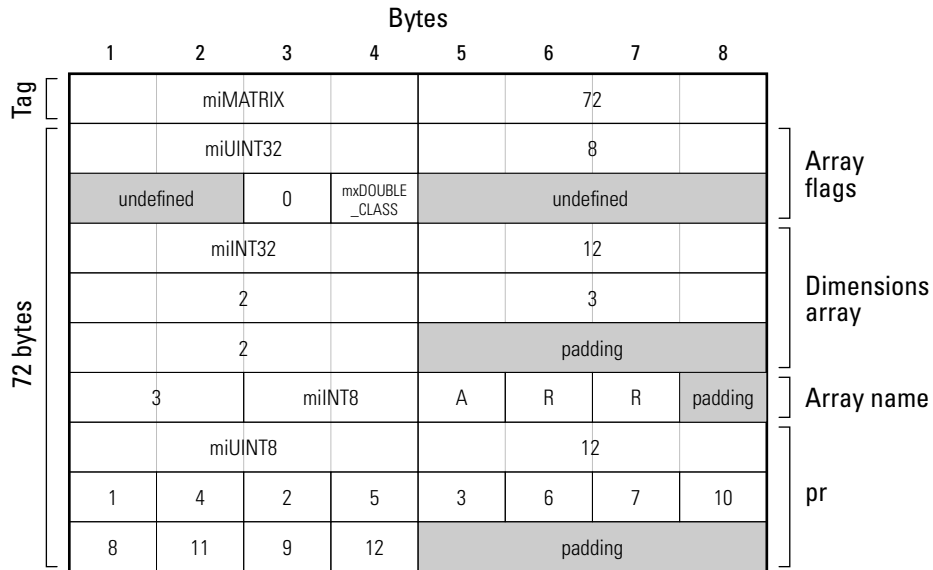 Bytes
1 2 3 4 5 6 7 8
Tag
miMATRIX 72
miUINT32 8
Array
flags
undefined 0 mxDOUBLE
_CLASS undefined
miINT32 12
2 3
Dimensions
array
2 padding
72 bytes
3 miINT8 A R R padding
Array name
miUINT8 12
1 4 2 5 3 6 7 10
pr
8 11 9 12 padding